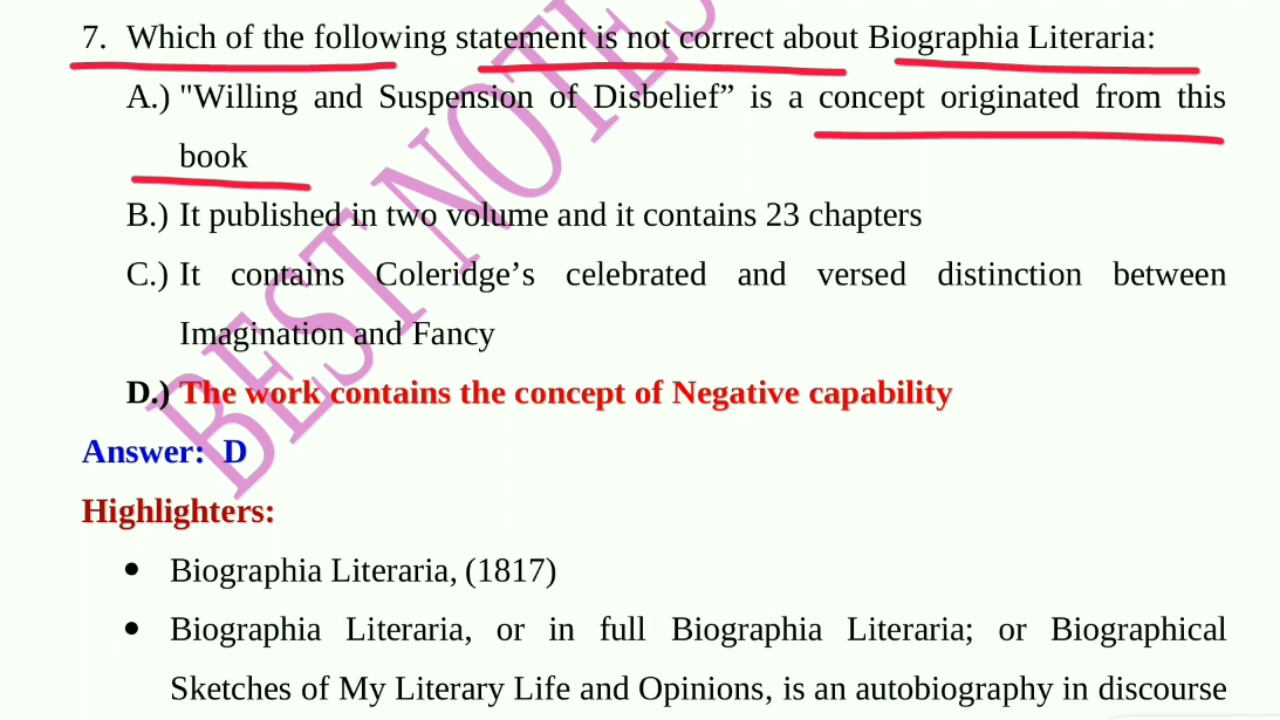 7. Which of the following statement is not correct about Biographia Literaria:
A.) "Willing and Suspension of Disbelief” is a concept originated from this
book
B.) It published in two volume and it contains 23 chapters
C.) It contains Coleridge’s celebrated and versed distinction between
Imagination and Fancy
D.) The work contains the concept of Negative capability
Answer: D
Highlighters:
• Biographia Literaria, (1817)
• Biographia Literaria, or in full Biographia Literaria; or Biographical
Sketches of My Literary Life and Opinions, is an autobiography in discourse
BEST NOTES